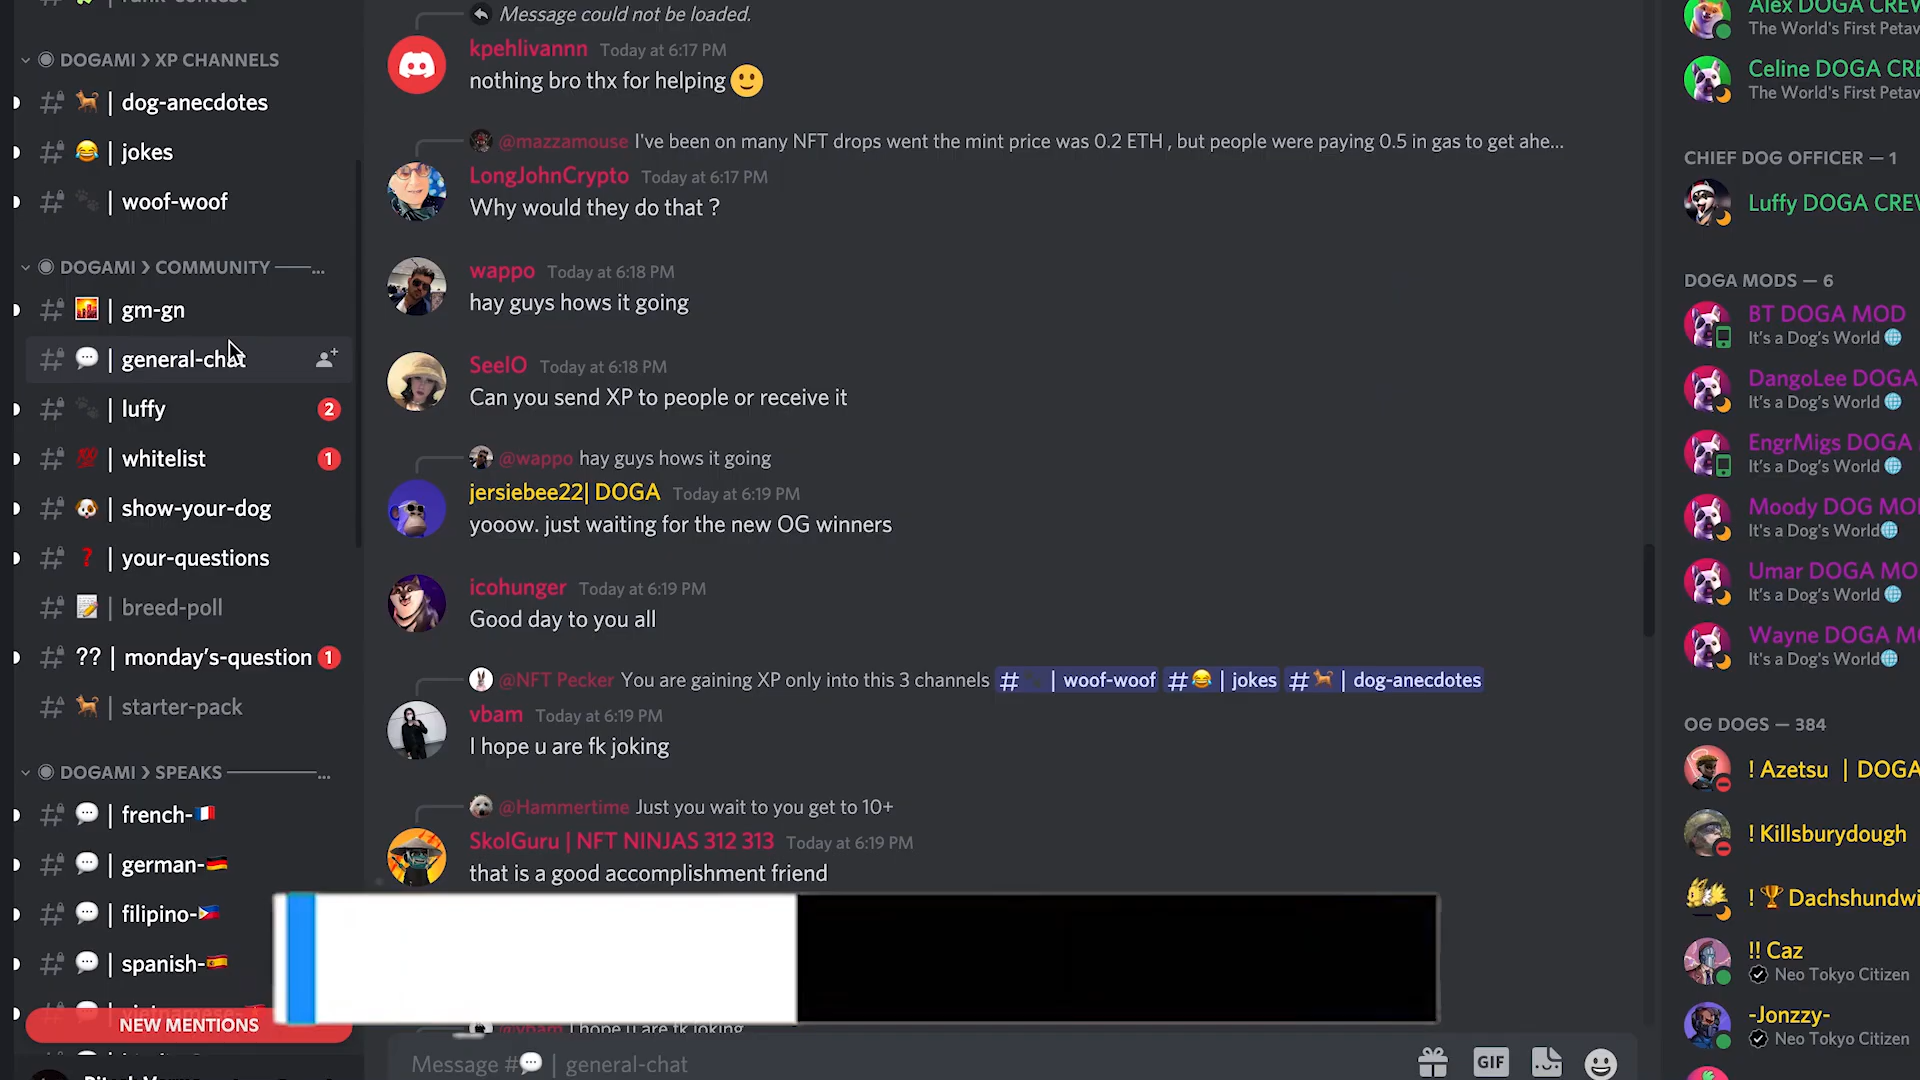 DOGAMI > XP CHANNELS
| dog-anecdotes
| jokes
| woof-woof
DOGAMI > COMMUNITY ———...
| gm-gn
| general-chat
| luffy 2
| whitelist 1
| show-your-dog
| your-questions
| breed-poll
?? | monday’s-question 1
| starter-pack
DOGAMI > SPEAKS ————...
| french-🇫🇷
| german-🇩🇪
| filipino-🇵🇭
| spanish-🇪🇸
NEW MENTIONS
Message could not be loaded.
kpehlivannn Today at 6:17 PM
nothing bro thx for helping 🙂
@mazzamouse I've been on many NFT drops went the mint price was 0.2 ETH , but people were paying 0.5 in gas to get ahe...
LongJohnCrypto Today at 6:17 PM
Why would they do that ?
wappo Today at 6:18 PM
hay guys hows it going
SeelO Today at 6:18 PM
Can you send XP to people or receive it
@wappo hay guys hows it going
jersiebee22| DOGA Today at 6:19 PM
yooow. just waiting for the new OG winners
icohunger Today at 6:19 PM
Good day to you all
@NFT Pecker You are gaining XP only into this 3 channels # | woof-woof #😂 | jokes #🐕 | dog-anecdotes
vbam Today at 6:19 PM
I hope u are fk joking
@Hammertime Just you wait to you get to 10+
SkolGuru | NFT NINJAS 312 313 Today at 6:19 PM
that is a good accomplishment friend
Message #💬 | general-chat
GIF
Alex DOGA CREW
The World's First Petav
Celine DOGA CRE
The World's First Petav
CHIEF DOG OFFICER — 1
Luffy DOGA CREW
DOGA MODS — 6
BT DOGA MOD
It’s a Dog’s World 🌐
DangoLee DOGA
It’s a Dog’s World 🌐
EngrMigs DOGA
It’s a Dog’s World 🌐
Moody DOG MO
It's a Dog’s World🌐
Umar DOGA MO
It’s a Dog’s World 🌐
Wayne DOGA M
It's a Dog’s World🌐
OG DOGS — 384
! Azetsu | DOGA
! Killsburydough
! 🏆 Dachshundwi
!! Caz
Neo Tokyo Citizen
-Jonzzy-
Neo Tokyo Citizen